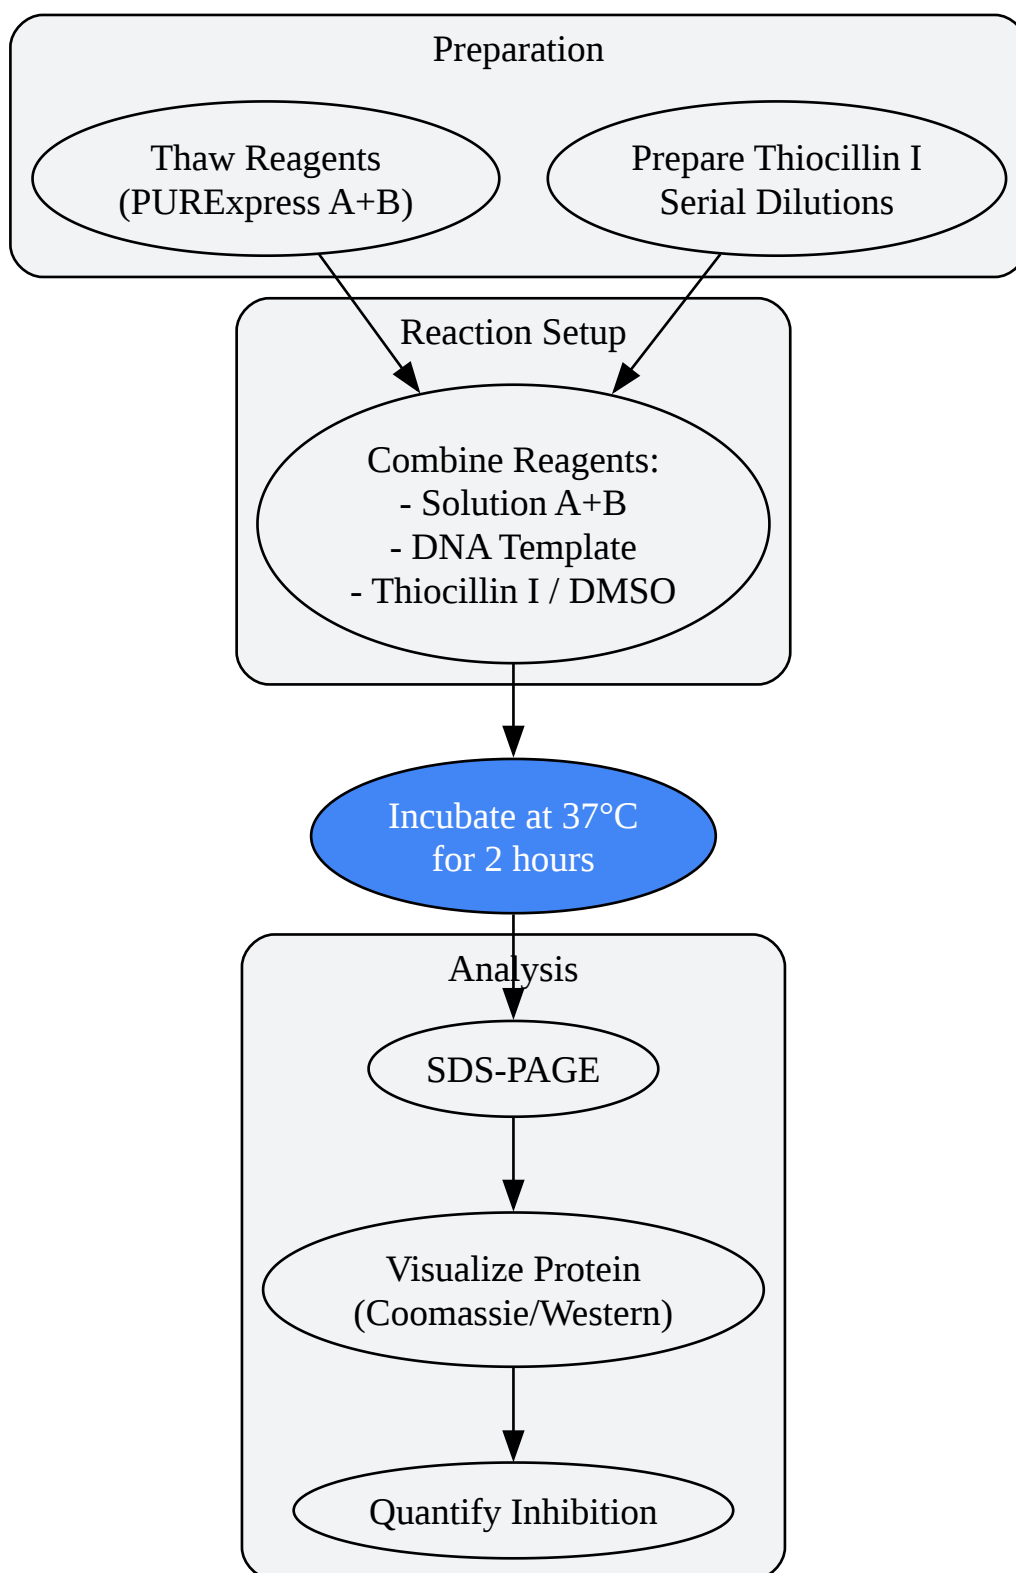 Preparation
Thaw Reagents
(PURExpress A+B)
Prepare Thiocillin I
Serial Dilutions
Reaction Setup
Combine Reagents:
- Solution A+B
- DNA Template
- Thiocillin I / DMSO
Incubate at 37°C
for 2 hours
Analysis
SDS-PAGE
Visualize Protein
(Coomassie/Western)
Quantify Inhibition